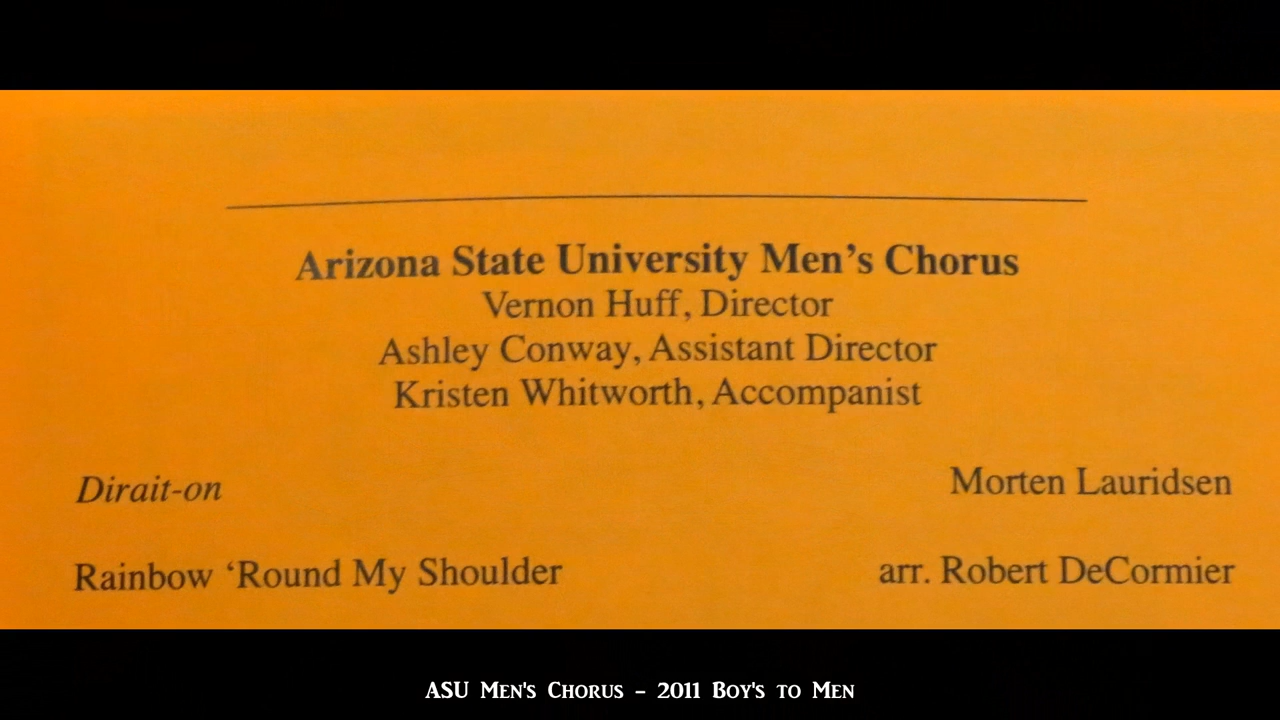 Arizona State University Men's Chorus
Vernon Huff, Director
Ashley Conway, Assistant Director
Kristen Whitworth, Accompanist
Dirait-on Morten Lauridsen
Rainbow ‘Round My Shoulder arr. Robert DeCormier
ASU Men's Chorus - 2011 Boy's to Men